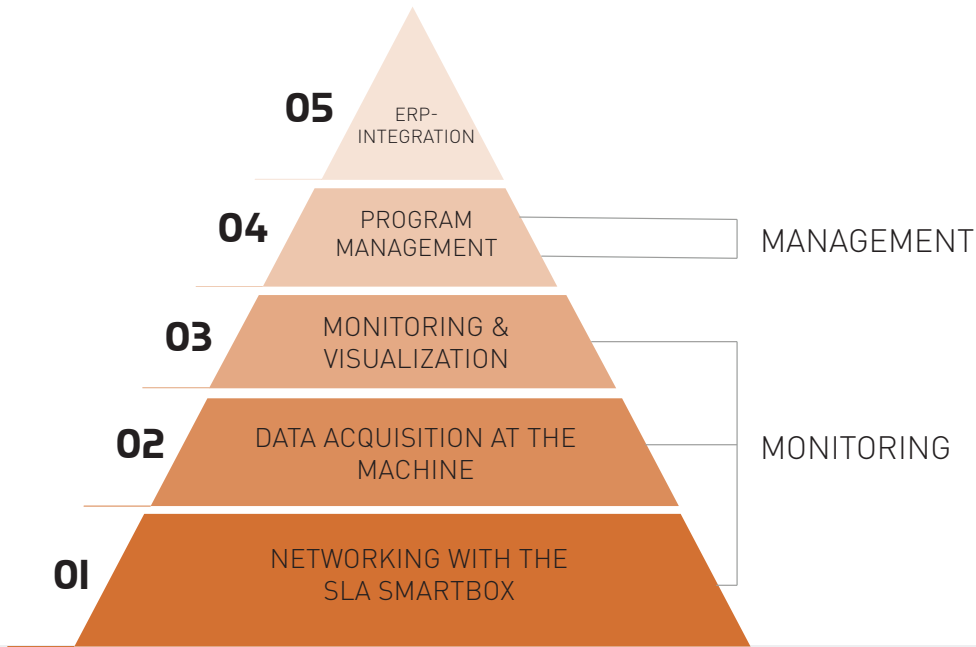 05
ERP-
INTEGRATION
04
PROGRAM
MANAGEMENT
MANAGEMENT
03
MONITORING &
VISUALIZATION
02
DATA ACQUISITION AT THE
MACHINE
MONITORING
01
NETWORKING WITH THE
SLA SMARTBOX